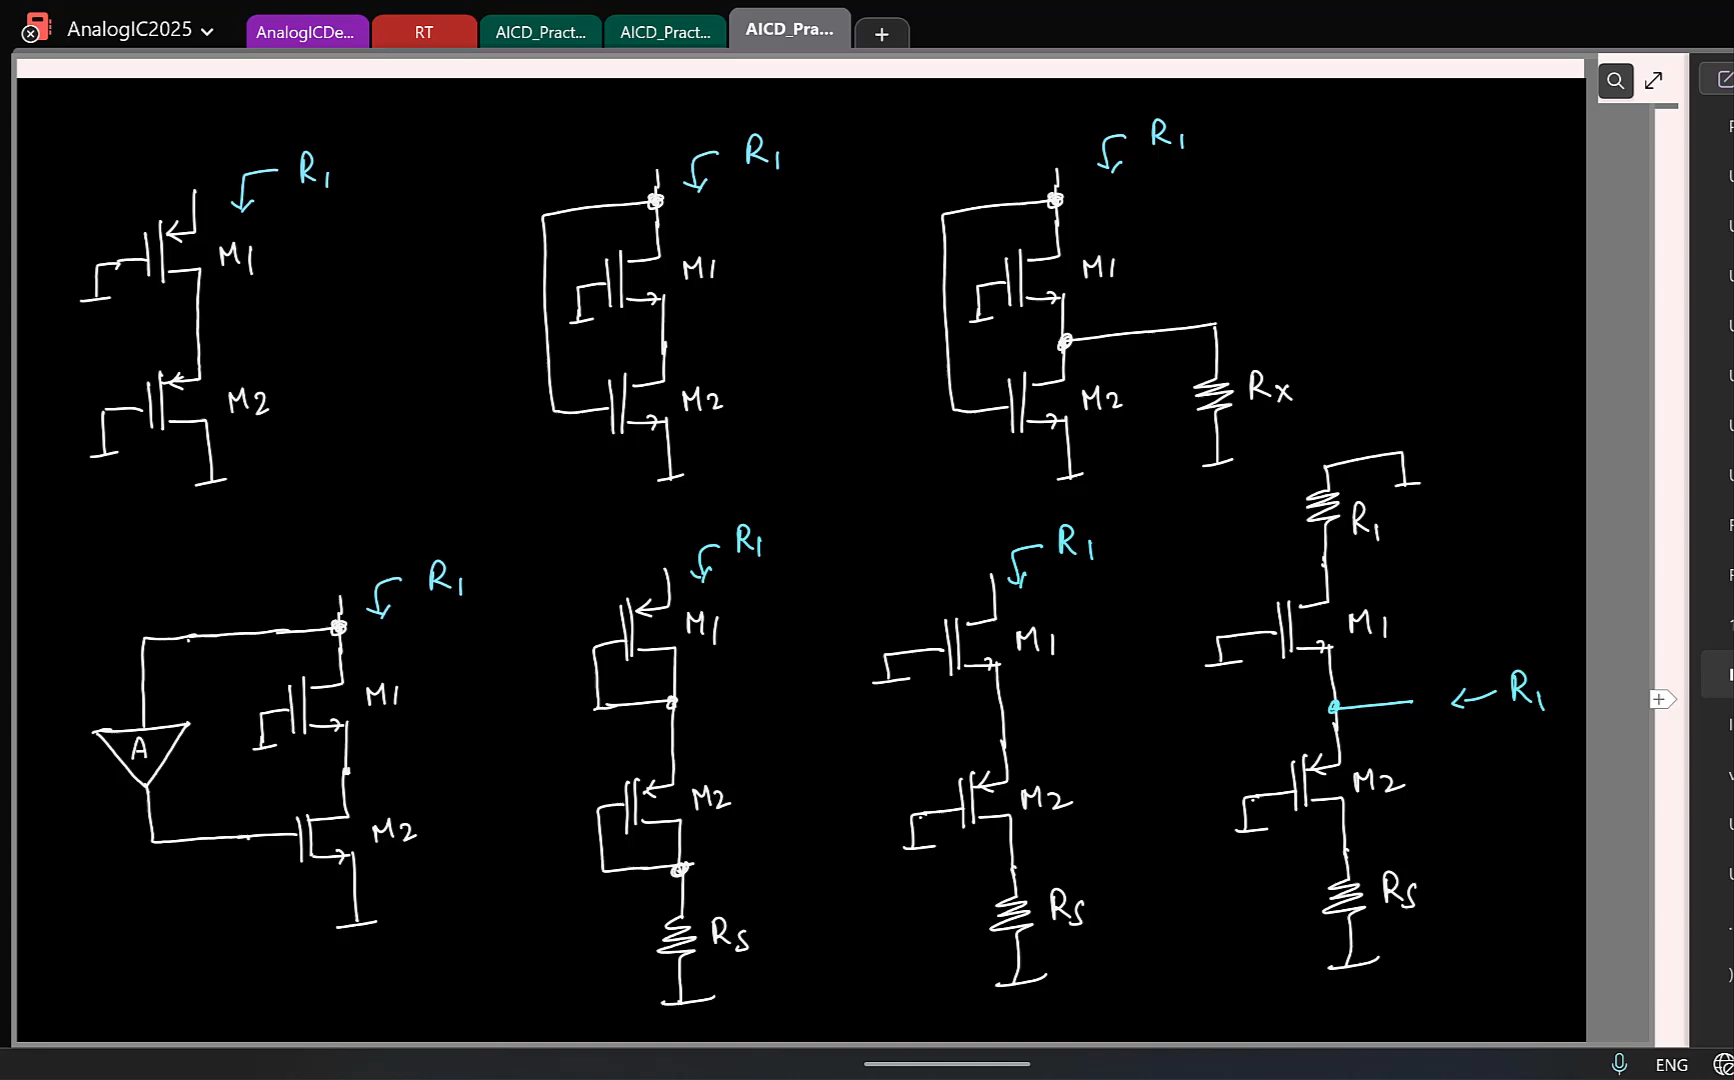 AnalogIC2025
AnalogICDe...
RT
AICD_Pract...
AICD_Pract...
AICD_Pra...
R1
M1
M2
R1
M1
M2
R1
M1
M2
Rx
R1
M1
A
M2
R1
M1
M2
Rs
R1
M1
M2
Rs
R1
M1
R1
M2
Rs
ENG